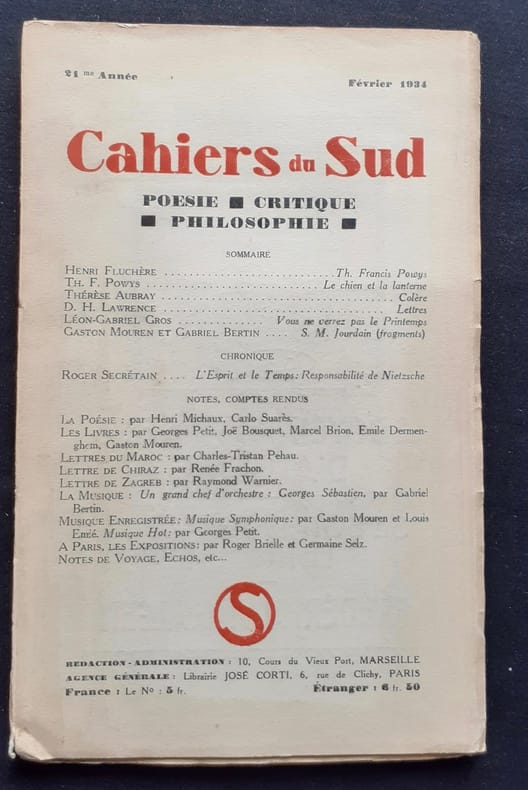 21me Année
Février 1934
Cahiers du Sud
POESIE ■ CRITIQUE
■ PHILOSOPHIE ■
SOMMAIRE
HENRI FLUCHÈRE ........................... Th. Francis Powys
TH. F. POWYS ........................... Le chien et la lanterne
THÉRÈSE AUBRAY ................................... Colère
D. H. LAWRENCE ................................... Lettres
LÉON-GABRIEL GROS ............. Vous ne verrez pas le Printemps
GASTON MOUREN ET GABRIEL BERTIN .... S. M. Jourdain (fragments)
CHRONIQUE
ROGER SECRÉTAIN .... L'Esprit et le Temps: Responsabilité de Nietzsche
NOTES, COMPTES RENDUS
LA POÉSIE : par Henri Michaux, Carlo Suarès.
LES LIVRES : par Georges Petit, Joë Bousquet, Marcel Brion, Emile Dermen-
ghem, Gaston Mouren.
LETTRES DU MAROC : par Charles-Tristan Pehau.
LETTRE DE CHIRAZ : par Renée Frachon.
LETTRE DE ZAGREB : par Raymond Warnier.
LA MUSIQUE : Un grand chef d'orchestre : Georges Sébastien, par Gabriel
Bertin.
MUSIQUE ENREGISTRÉE : Musique Symphonique : par Gaston Mouren et Louis
Emié. Musique Hot : par Georges Petit.
A PARIS, LES EXPOSITIONS : par Roger Brielle et Germaine Selz.
NOTES DE VOYAGE, ECHOS, etc...
S
REDACTION-ADMINISTRATION : 10, Cours du Vieux Port, MARSEILLE
AGENCE GÉNÉRALE : Librairie JOSÉ CORTI, 6, rue de Clichy, PARIS
France : Le No : 5 fr. Étranger : 6 fr. 50